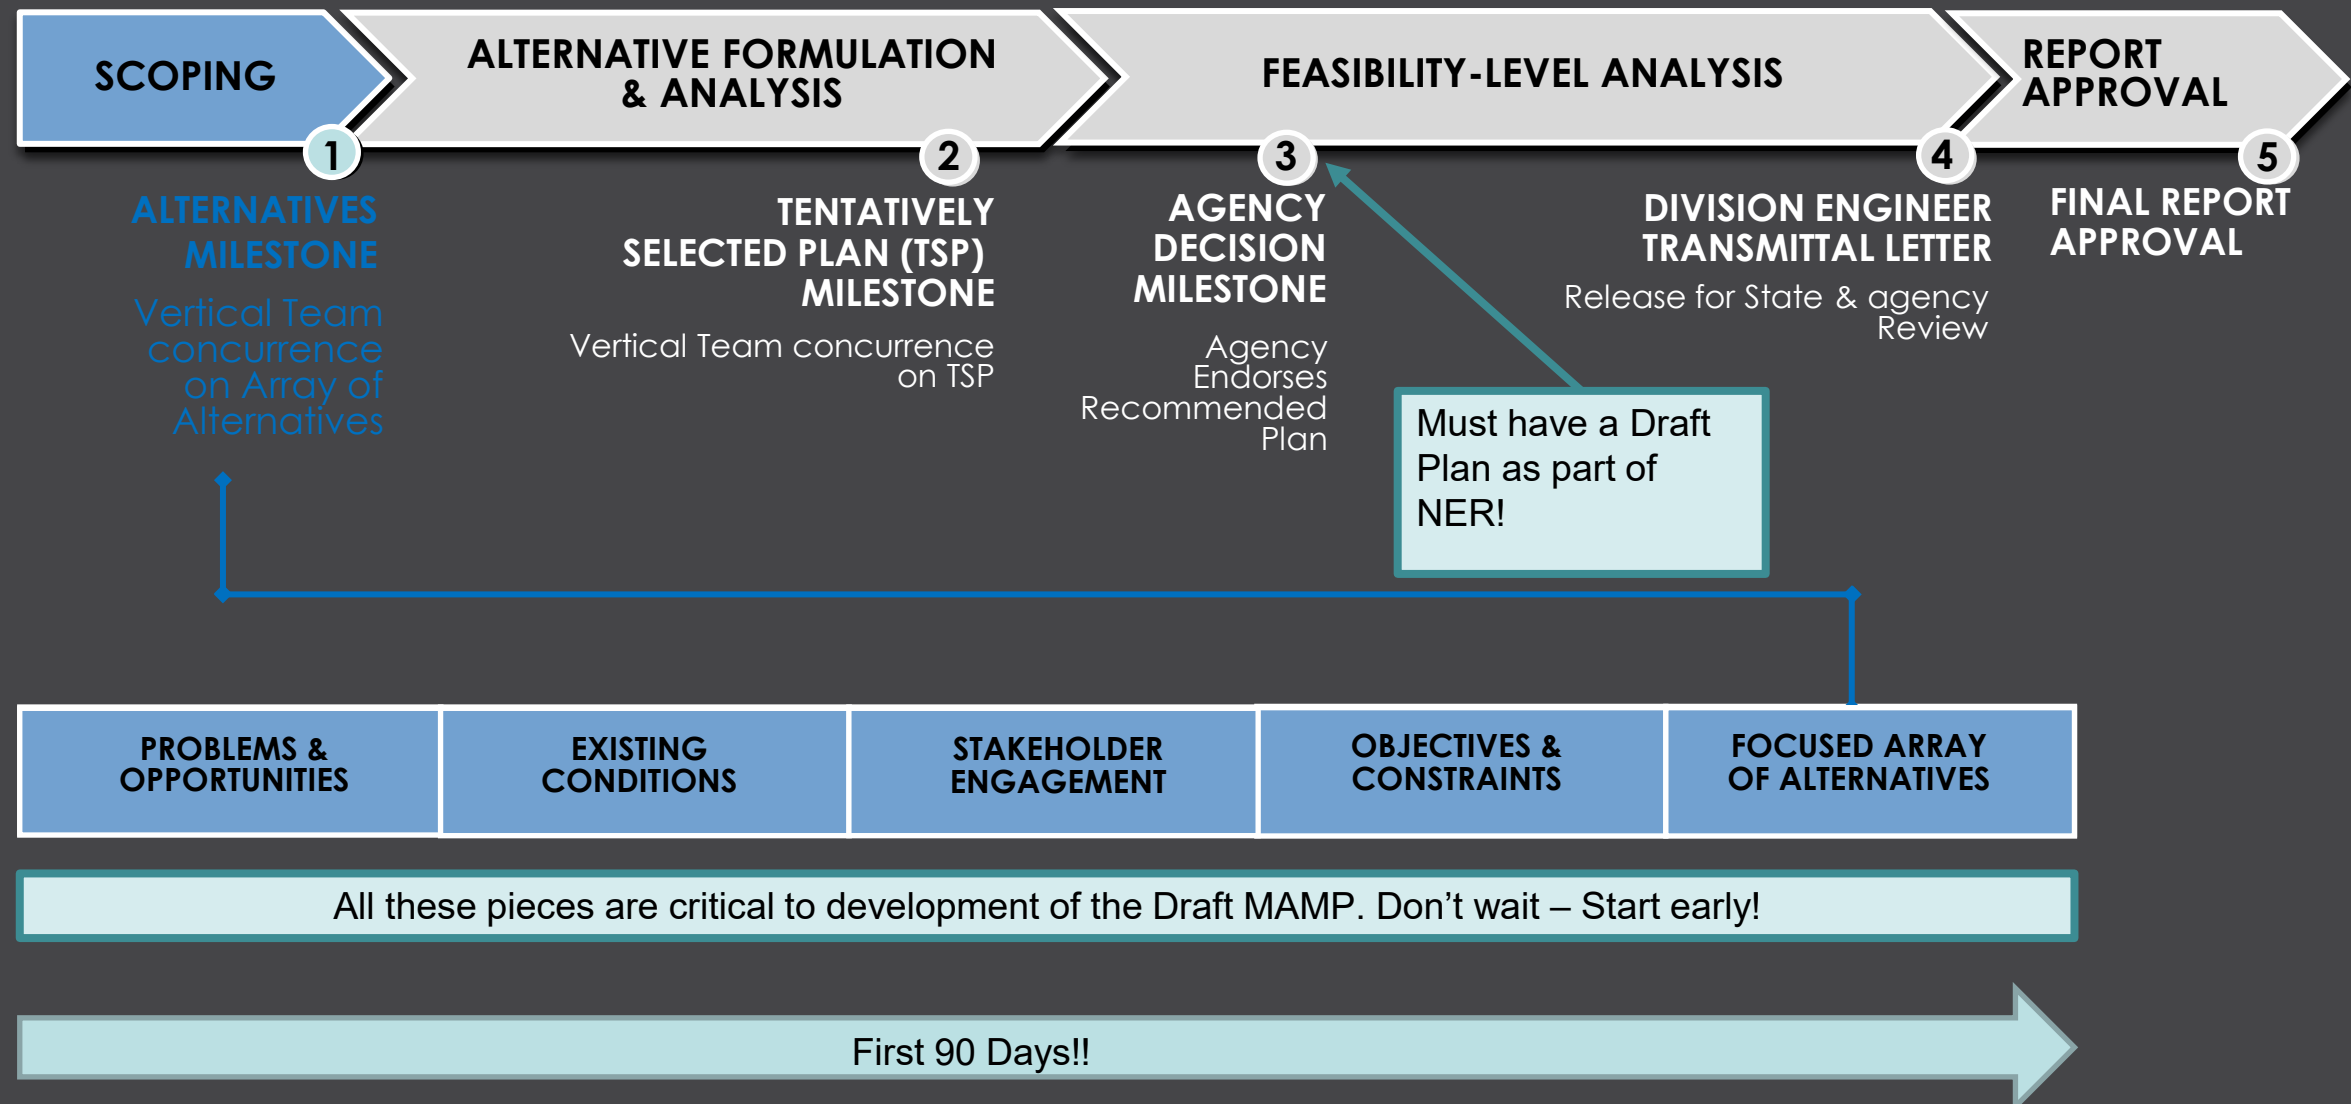 SCOPING
ALTERNATIVE FORMULATION
& ANALYSIS
FEASIBILITY-LEVEL ANALYSIS
REPORT
APPROVAL
1
2
3
4
5
ALTERNATIVES
MILESTONE
Vertical Team
concurrence
on Array of
Alternatives
TENTATIVELY
SELECTED PLAN (TSP)
MILESTONE
Vertical Team concurrence
on TSP
AGENCY
DECISION
MILESTONE
Agency
Endorses
Recommended
Plan
DIVISION ENGINEER
TRANSMITTAL LETTER
Release for State & agency
Review
FINAL REPORT
APPROVAL
Must have a Draft
Plan as part of
NER!
PROBLEMS &
OPPORTUNITIES
EXISTING
CONDITIONS
STAKEHOLDER
ENGAGEMENT
OBJECTIVES &
CONSTRAINTS
FOCUSED ARRAY
OF ALTERNATIVES
All these pieces are critical to development of the Draft MAMP. Don’t wait – Start early!
First 90 Days!!